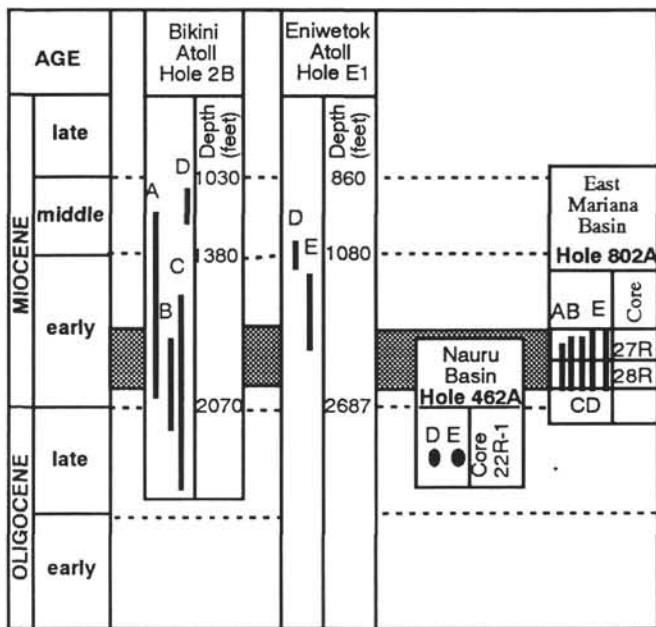 AGE
Bikini
Atoll
Hole 2B
Eniwetok
Atoll
Hole E1
MIOCENE
late
middle
early
OLIGOCENE
late
early
Depth
(feet)
A
D
C
B
1030
1380
2070
Depth
(feet)
D
E
860
1080
2687
Nauru
Basin
Hole 462A
D E
Core
22R-1
East
Mariana
Basin
Hole 802A
AB E
Core
27R
28R
CD